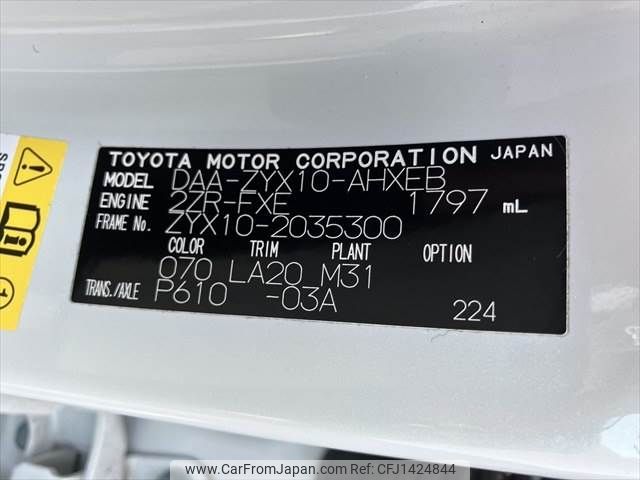 TOYOTA MOTOR CORPORATION JAPAN
MODEL DAA-ZYX10-AHXEB
ENGINE 2ZR-FXE 1797 mL
FRAME No. ZYX10-2035300
COLOR TRIM PLANT OPTION
070 LA20 M31
TRANS./AXLE P610 -03A
224
www.CarFromJapan.com CFJ1424844